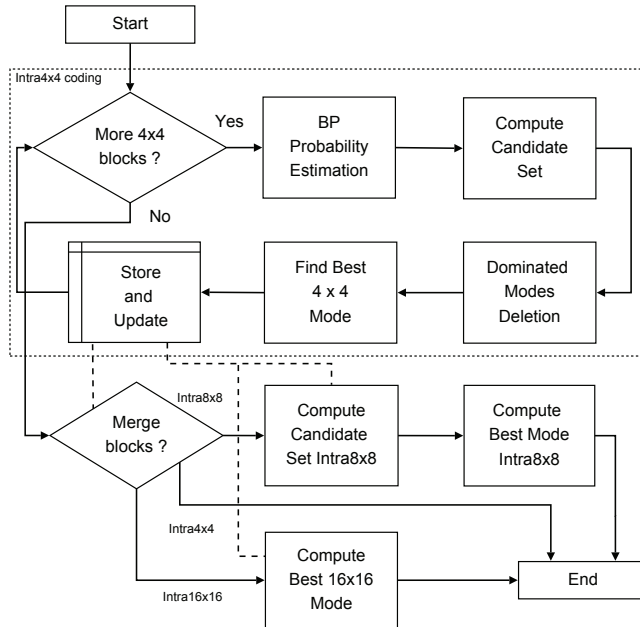 Start
Intra4x4 coding
More 4x4
blocks ?
Yes
No
BP
Probability
Estimation
Compute
Candidate
Set
Store
and
Update
Find Best
4 x 4
Mode
Dominated
Modes
Deletion
Merge
blocks ?
Intra8x8
Compute
Candidate
Set Intra8x8
Compute
Best Mode
Intra8x8
Intra4x4
Intra16x16
Compute
Best 16x16
Mode
End